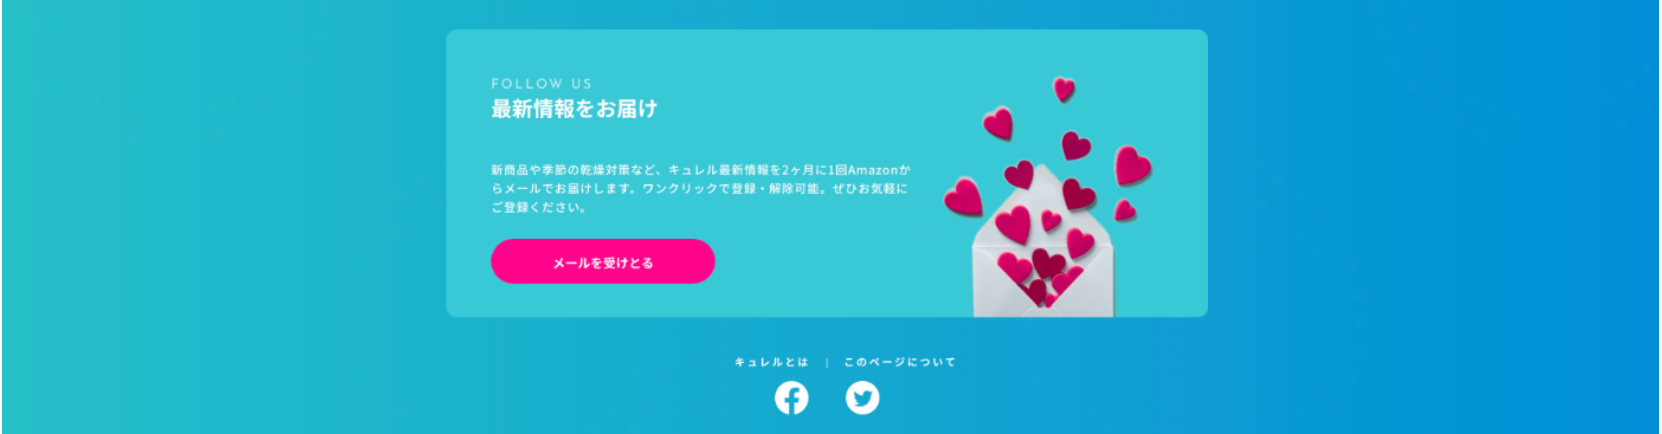 FOLLOW US
最新情報をお届け
新商品や季節の乾燥対策など、キュレル最新情報を2ヶ月に1回Amazonか
らメールでお届けします。ワンクリックで登録・解除可能。ぜひお気軽に
ご登録ください。
メールを受けとる
キュレルとは | このページについて